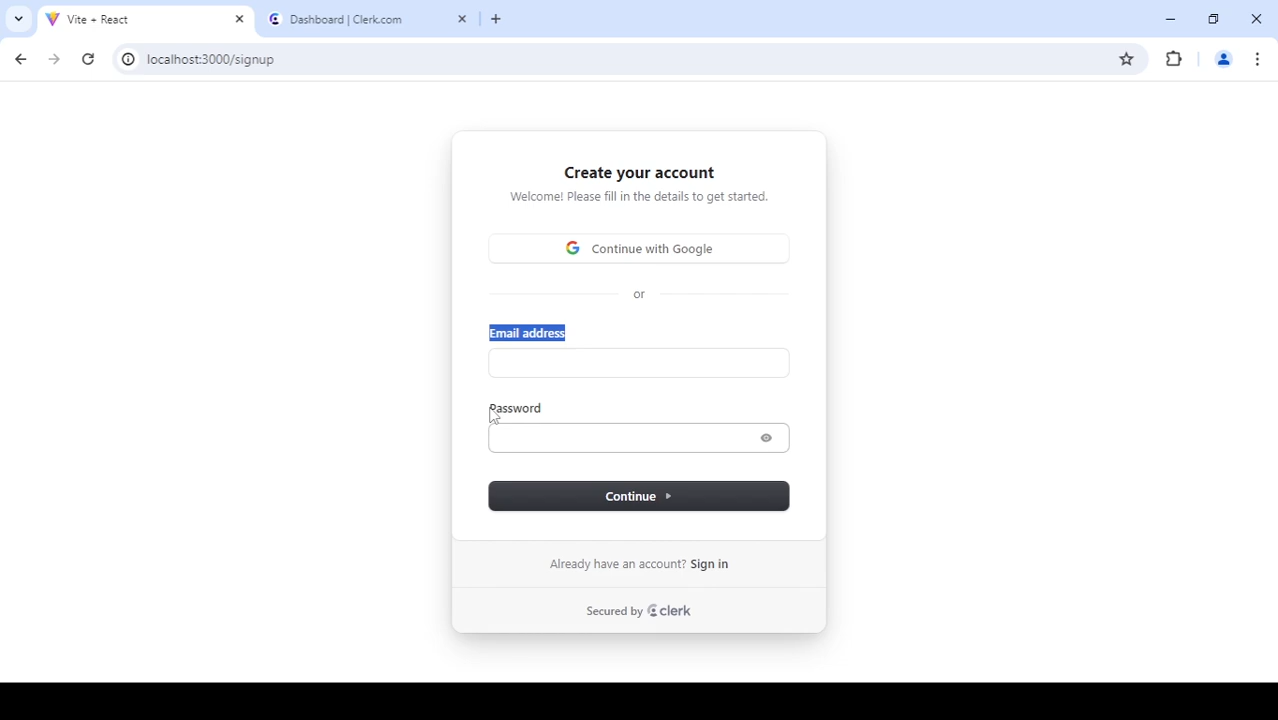 Vite + React
Dashboard | Clerk.com
localhost:3000/signup
Create your account
Welcome! Please fill in the details to get started.
Continue with Google
or
Email address
Password
Continue
Already have an account? Sign in
Secured by clerk